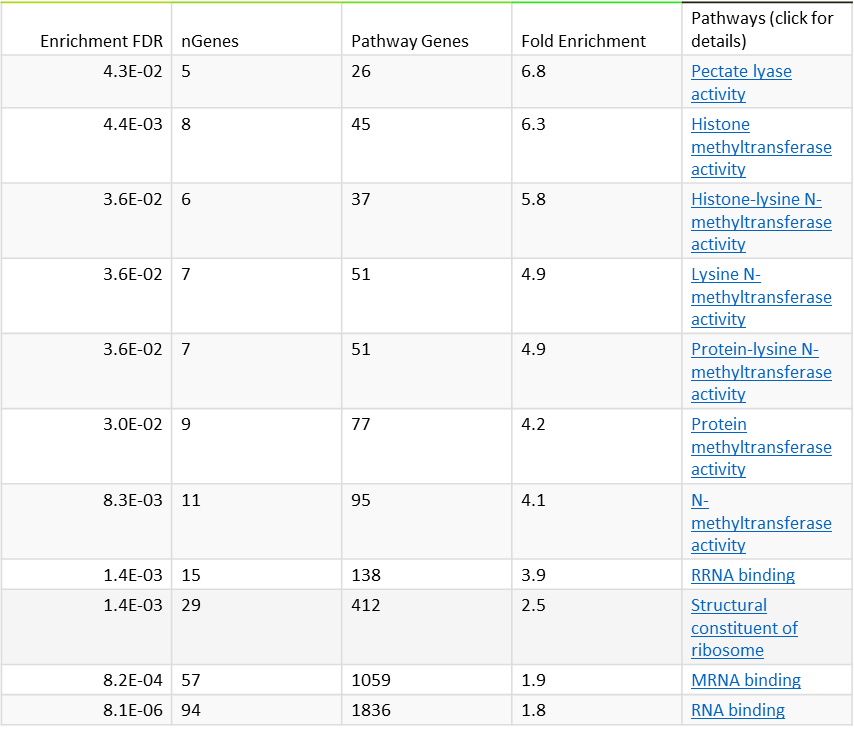 Enrichment FDR nGenes Pathway Genes Fold Enrichment Pathways (click for
details)
4.3E-02 5 26 6.8 Pectate lyase
activity
4.4E-03 8 45 6.3 Histone
methyltransferase
activity
3.6E-02 6 37 5.8 Histone-lysine N-
methyltransferase
activity
3.6E-02 7 51 4.9 Lysine N-
methyltransferase
activity
3.6E-02 7 51 4.9 Protein-lysine N-
methyltransferase
activity
3.0E-02 9 77 4.2 Protein
methyltransferase
activity
8.3E-03 11 95 4.1 N-
methyltransferase
activity
1.4E-03 15 138 3.9 RRNA binding
1.4E-03 29 412 2.5 Structural
constituent of
ribosome
8.2E-04 57 1059 1.9 MRNA binding
8.1E-06 94 1836 1.8 RNA binding